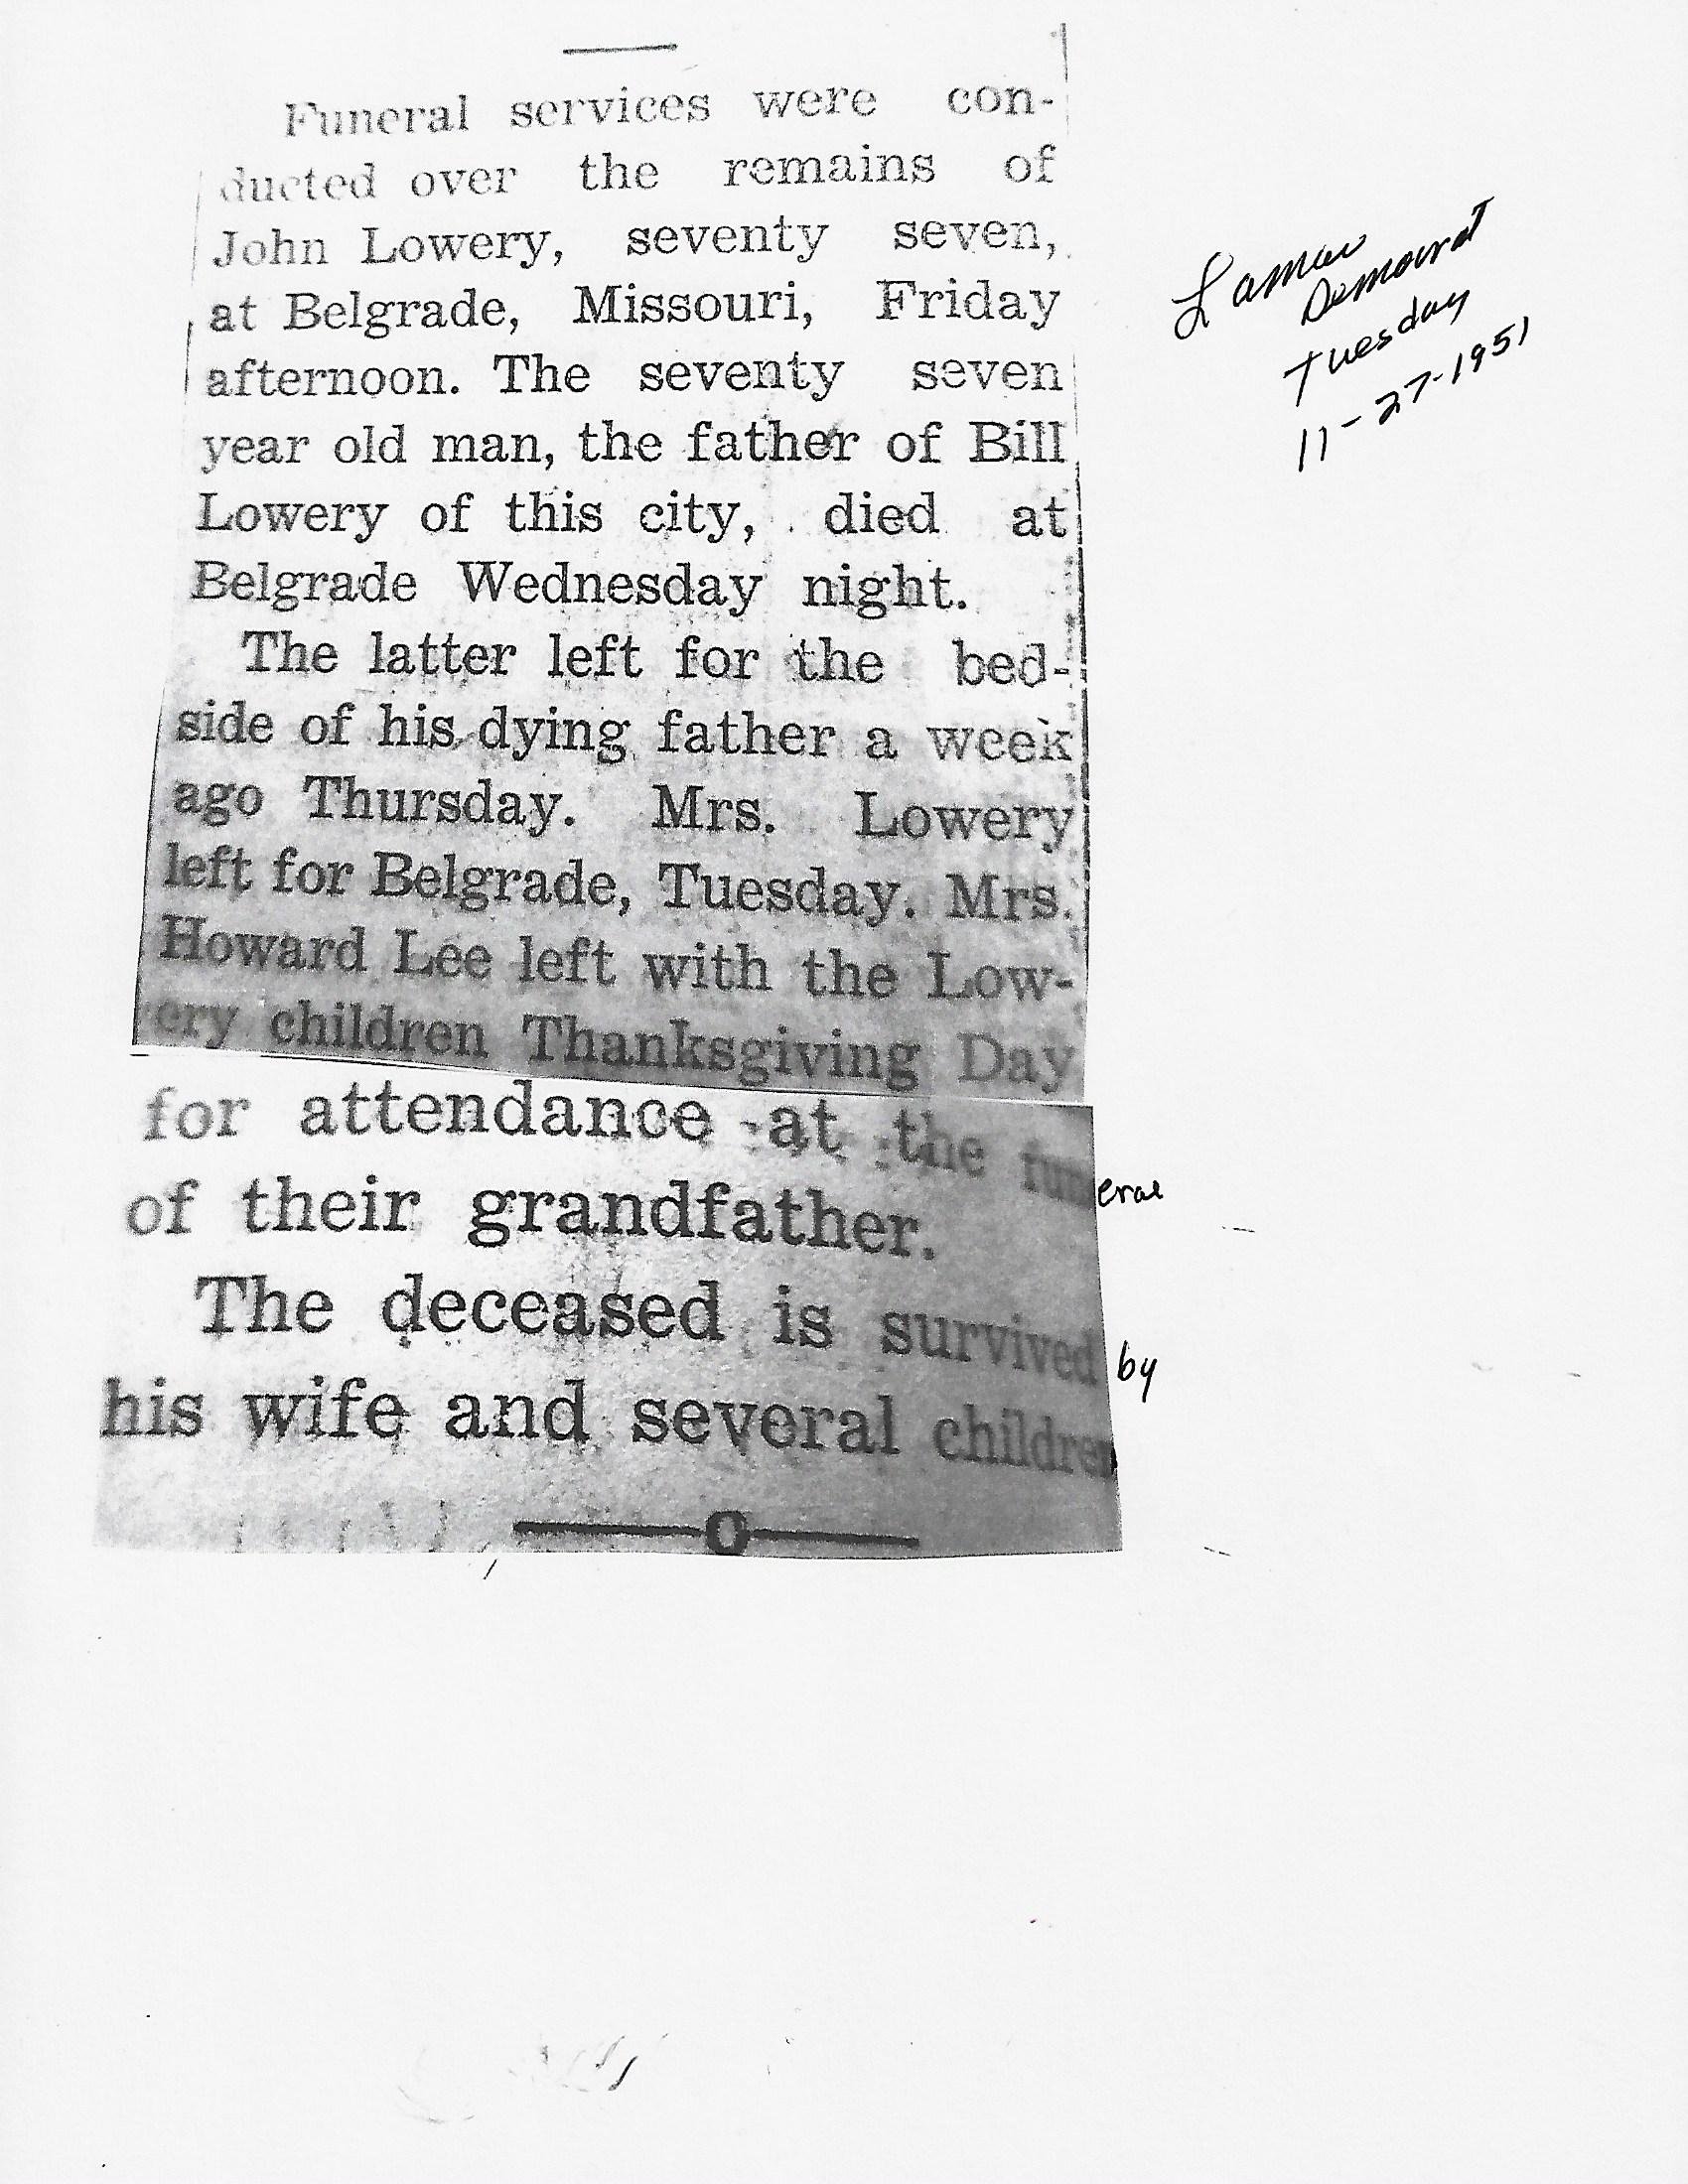 Funeral services were con-
ducted over the remains of
John Lowery, seventy seven,
at Belgrade, Missouri, Friday
afternoon. The seventy seven
year old man, the father of Bill
Lowery of this city, died at
Belgrade Wednesday night.
The latter left for the bed-
side of his dying father a week
ago Thursday. Mrs. Lowery
left for Belgrade, Tuesday. Mrs.
Howard Lee left with the Low-
ery children Thanksgiving Day
for attendance at the funeral
of their grandfather.
The deceased is survived by
his wife and several children
O
Lamar
Democrat
Tuesday
11-27-1951